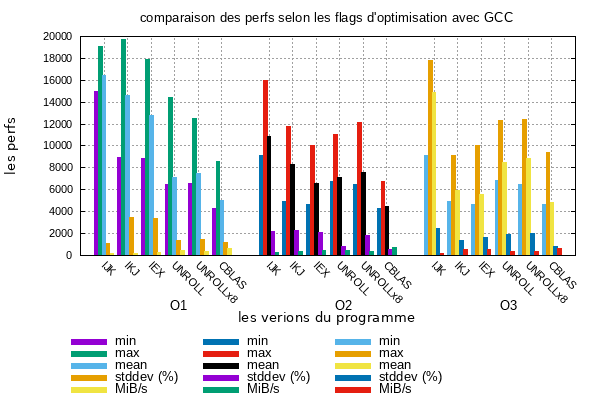 comparaison des perfs selon les flags d'optimisation avec GCC
20000
18000
16000
14000
12000
10000
8000
6000
4000
2000
0
les perfs
IJK IKJ IEX UNROLL UNROLLx8 CBLAS IJK IKJ IEX UNROLL UNROLLx8 CBLAS IJK IKJ IEX UNROLL UNROLLx8 CBLAS
O1 O2 O3
les verions du programme
min min min
max max max
mean mean mean
stddev (%) stddev (%) stddev (%)
MiB/s MiB/s MiB/s